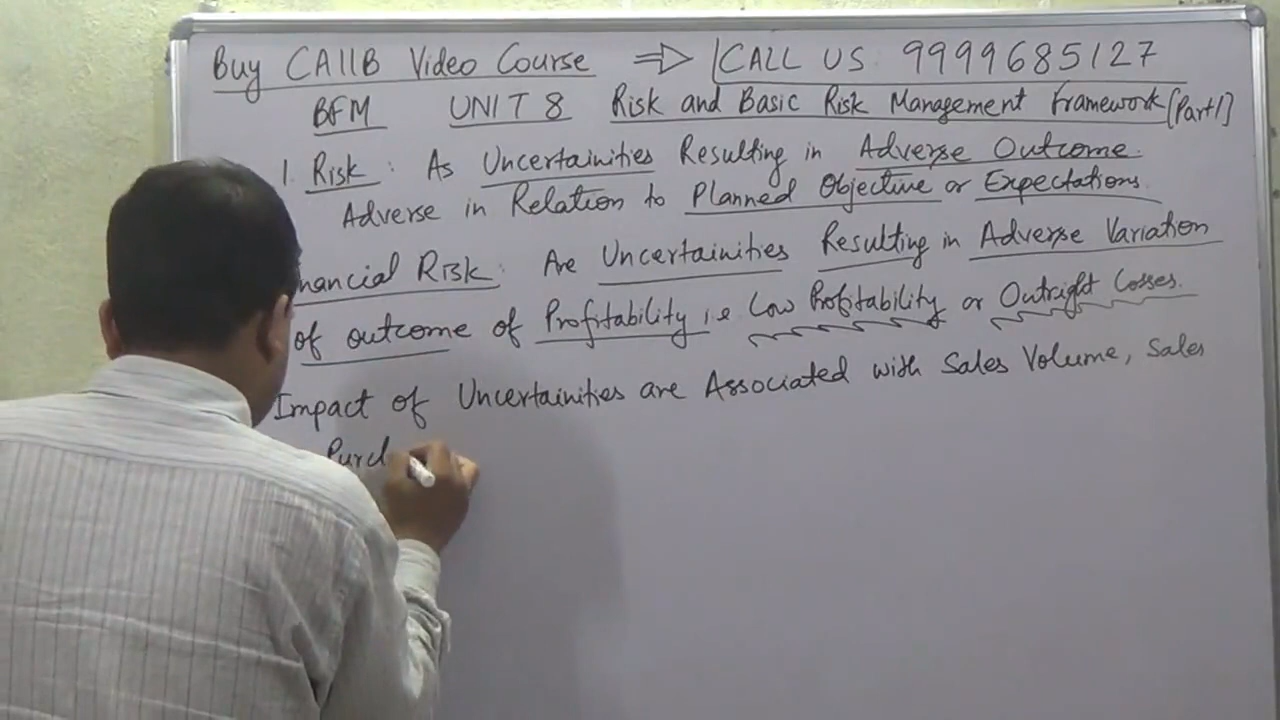 Buy CAIIB Video Course ⇒ CALL US 9999685127
BFM UNIT 8 Risk and Basic Risk Management Framework (Part 1)
1. Risk : As Uncertainities Resulting in Adverse Outcome.
Adverse in Relation to Planned Objective or Expectations.
nancial Risk : Are Uncertainities Resulting in Adverse Variation
of outcome of Profitability i.e Low Profitability or Outright Losses.
Impact of Uncertainities are Associated with Sales Volume, Sales
Purc